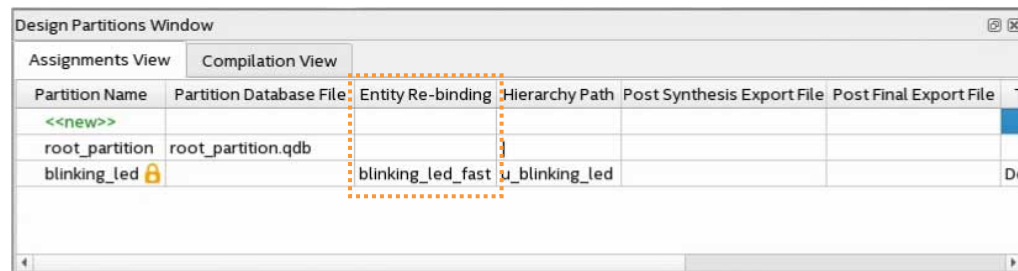 Design Partitions Window
Assignments View Compilation View
Partition Name Partition Database File Entity Re-binding Hierarchy Path Post Synthesis Export File Post Final Export File T
<<new>>
root_partition root_partition.qdb |
blinking_led blinking_led_fast u_blinking_led De